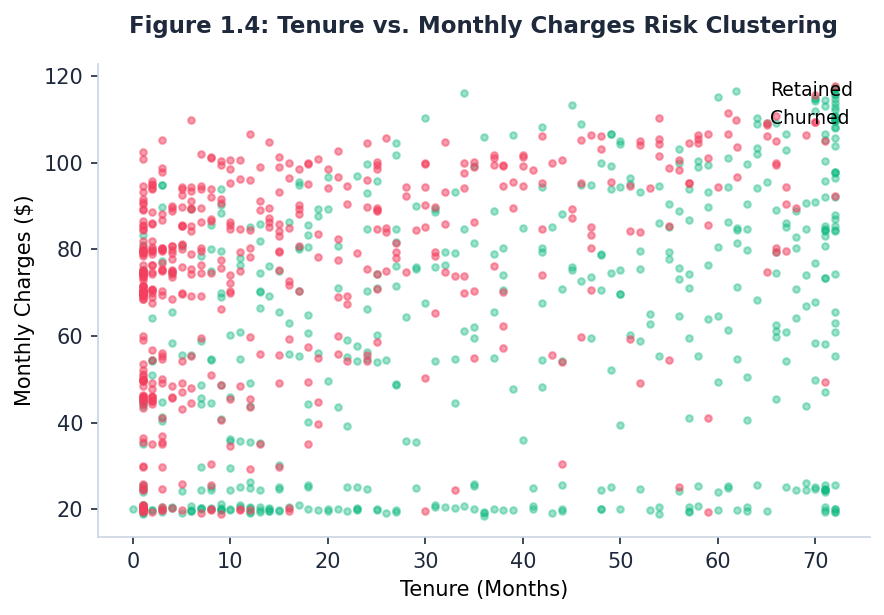 Figure 1.4: Tenure vs. Monthly Charges Risk Clustering
120
100
80
60
40
20
Monthly Charges ($)
Retained
Churned
0 10 20 30 40 50 60 70
Tenure (Months)